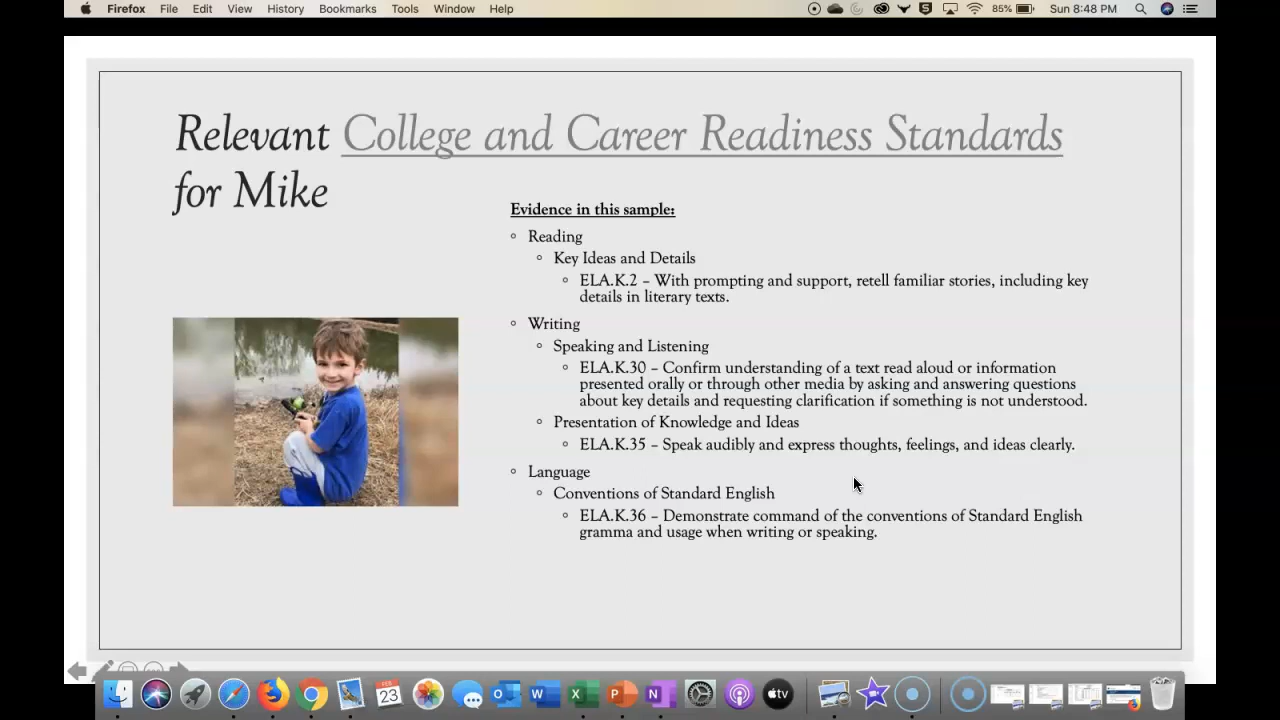 Firefox File Edit View History Bookmarks Tools Window Help 85% Sun 8:48 PM
Relevant College and Career Readiness Standards
for Mike
Evidence in this sample:
Reading
Key Ideas and Details
ELA.K.2 – With prompting and support, retell familiar stories, including key
details in literary texts.
Writing
Speaking and Listening
ELA.K.30 – Confirm understanding of a text read aloud or information
presented orally or through other media by asking and answering questions
about key details and requesting clarification if something is not understood.
Presentation of Knowledge and Ideas
ELA.K.35 – Speak audibly and express thoughts, feelings, and ideas clearly.
Language
Conventions of Standard English
ELA.K.36 – Demonstrate command of the conventions of Standard English
gramma and usage when writing or speaking.
FEB
23
tv